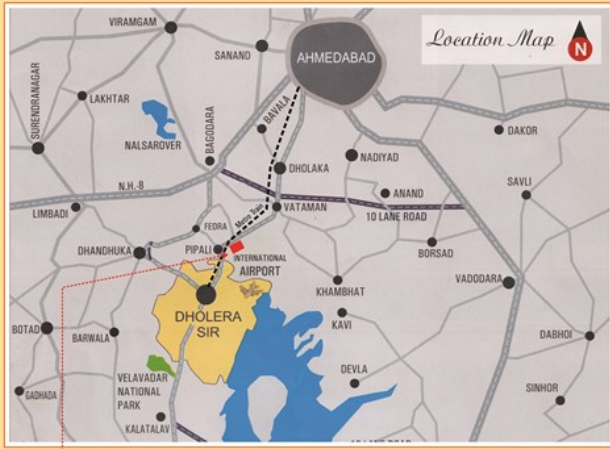 Location Map
N
VIRAMGAM
SANAND
AHMEDABAD
SURENDRANAGAR
LAKHTAR
NALSAROVER
BAGODARA
BAVALA
DHOLAKA
NADIYAD
DAKOR
N.H.-8
LIMBADI
FEDRA
Metro Train
VATAMAN
ANAND
10 LANE ROAD
SAVLI
DHANDHUKA
PIPALI
INTERNATIONAL
AIRPORT
BORSAD
KHAMBHAT
VADODARA
DHOLERA
SIR
KAVI
BOTAD
BARWALA
DABHOI
VELAVADAR
NATIONAL
PARK
DEVLA
SINHOR
GADHADA
KALATALAV